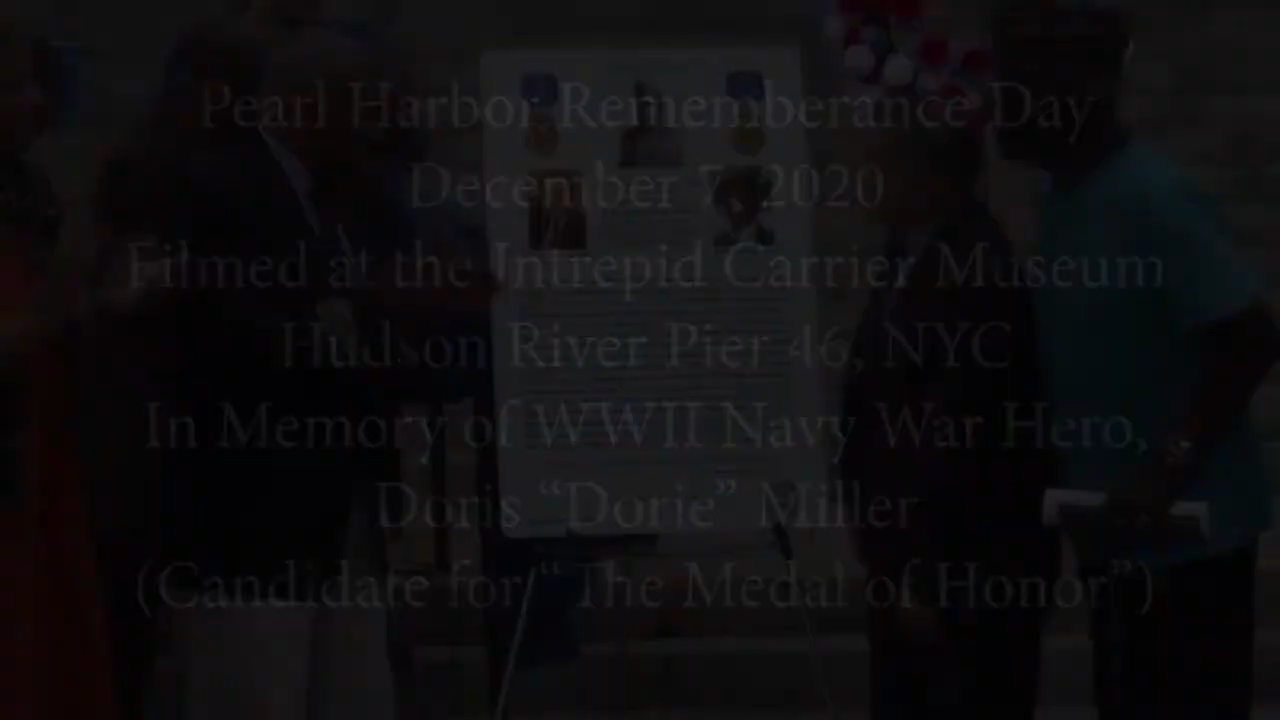 Pearl Harbor Rememberance Day
December 7, 2020
Filmed at the Intrepid Carrier Museum
Hudson River Pier 46, NYC
In Memory of WWII Navy War Hero,
Doris “Dorie” Miller
(Candidate for “The Medal of Honor”)